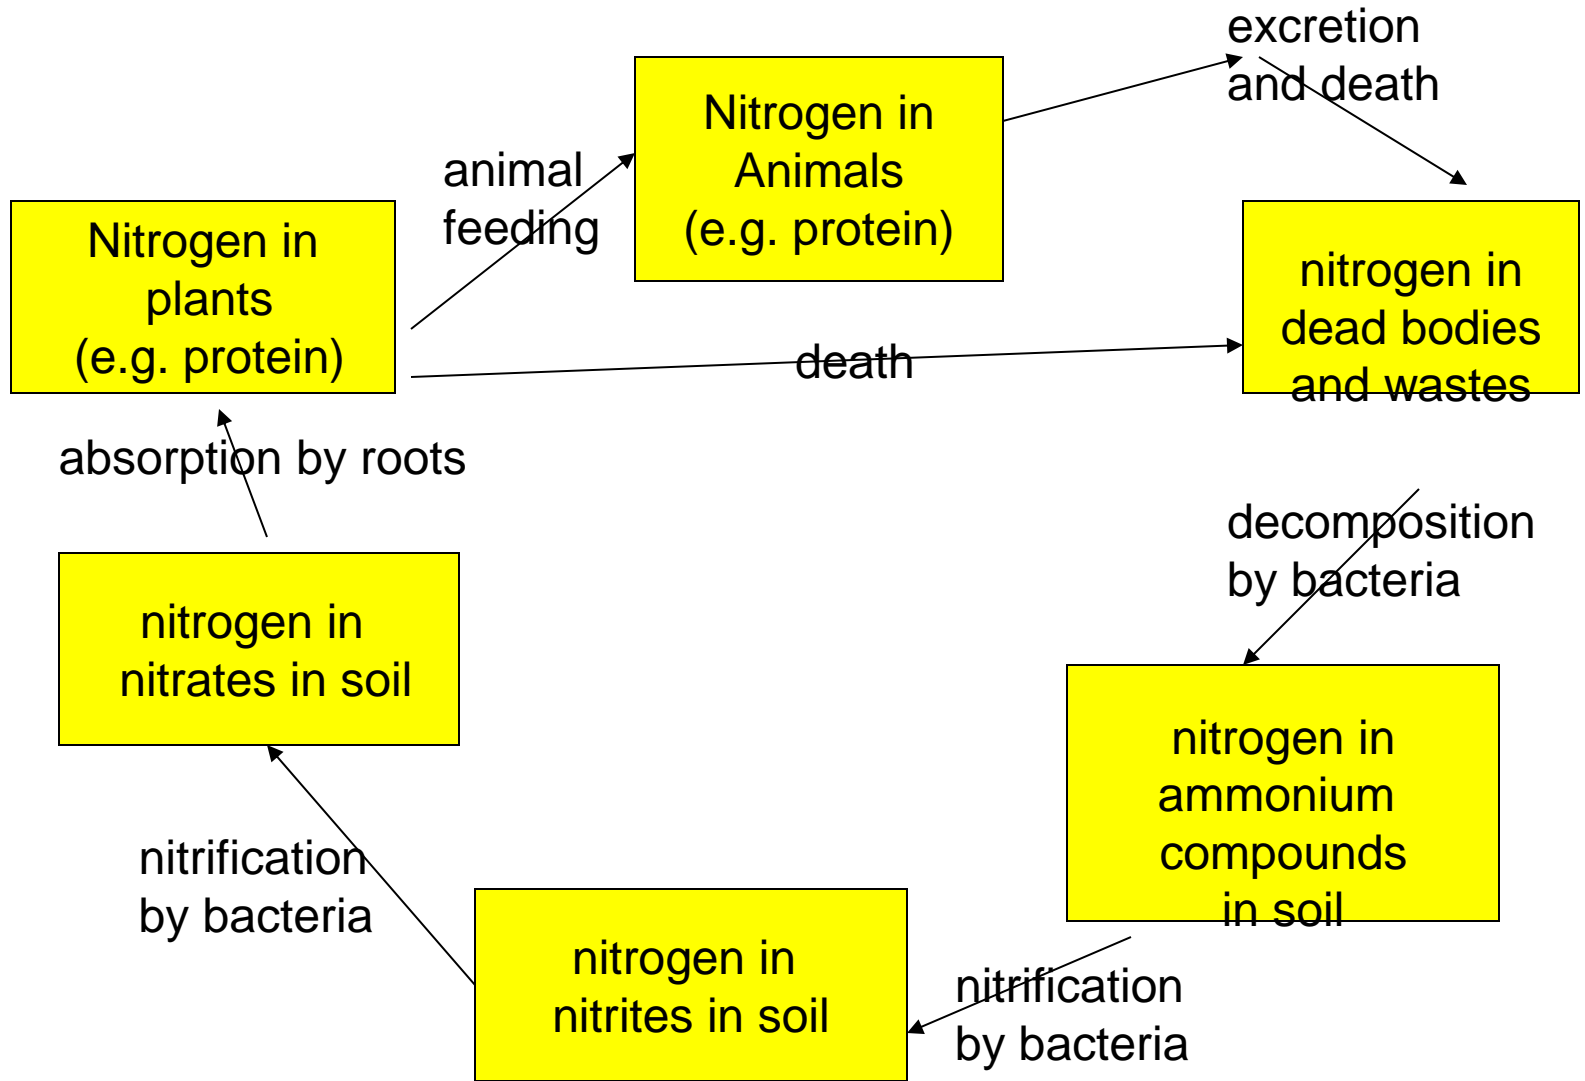 excretion
and death
Nitrogen in
Animals
(e.g. protein)
animal
feeding
Nitrogen in
plants
(e.g. protein)
nitrogen in
dead bodies
and wastes
death
absorption by roots
decomposition
by bacteria
nitrogen in
nitrates in soil
nitrogen in
ammonium
compounds
in soil
nitrification
by bacteria
nitrogen in
nitrites in soil
nitrification
by bacteria